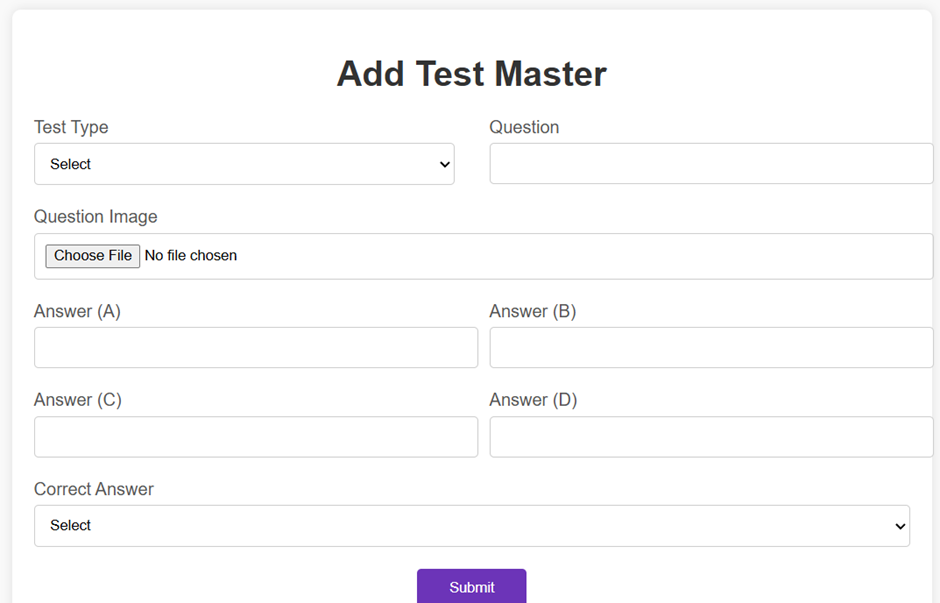 Add Test Master
Test Type Question
Select
Question Image
Choose File No file chosen
Answer (A) Answer (B)
Answer (C) Answer (D)
Correct Answer
Select
Submit